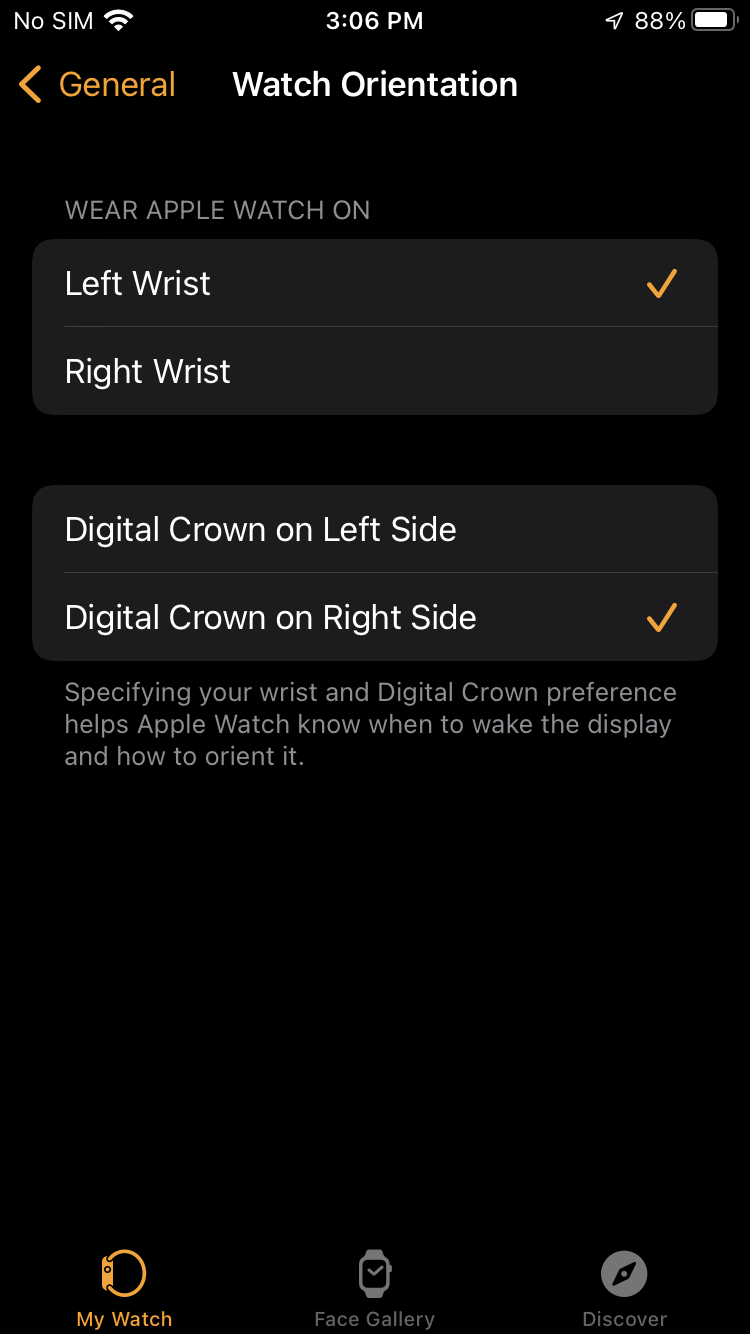 No SIM 3:06 PM 88%
General Watch Orientation
WEAR APPLE WATCH ON
Left Wrist
Right Wrist
Digital Crown on Left Side
Digital Crown on Right Side
Specifying your wrist and Digital Crown preference
helps Apple Watch know when to wake the display
and how to orient it.
My Watch Face Gallery Discover